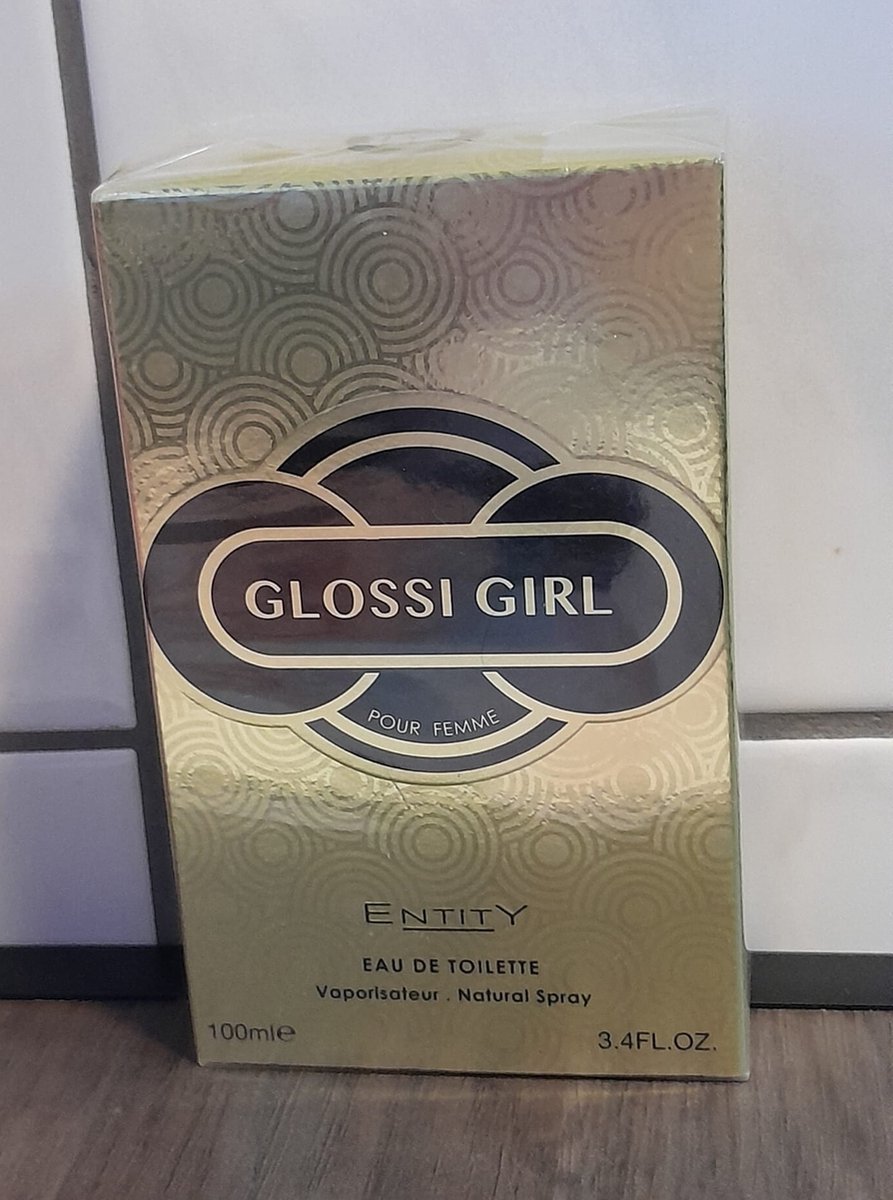 GLOSSI GIRL
POUR FEMME
ENTITY
EAU DE TOILETTE
Vaporisateur . Natural Spray
100ml℮
3.4FL.OZ.